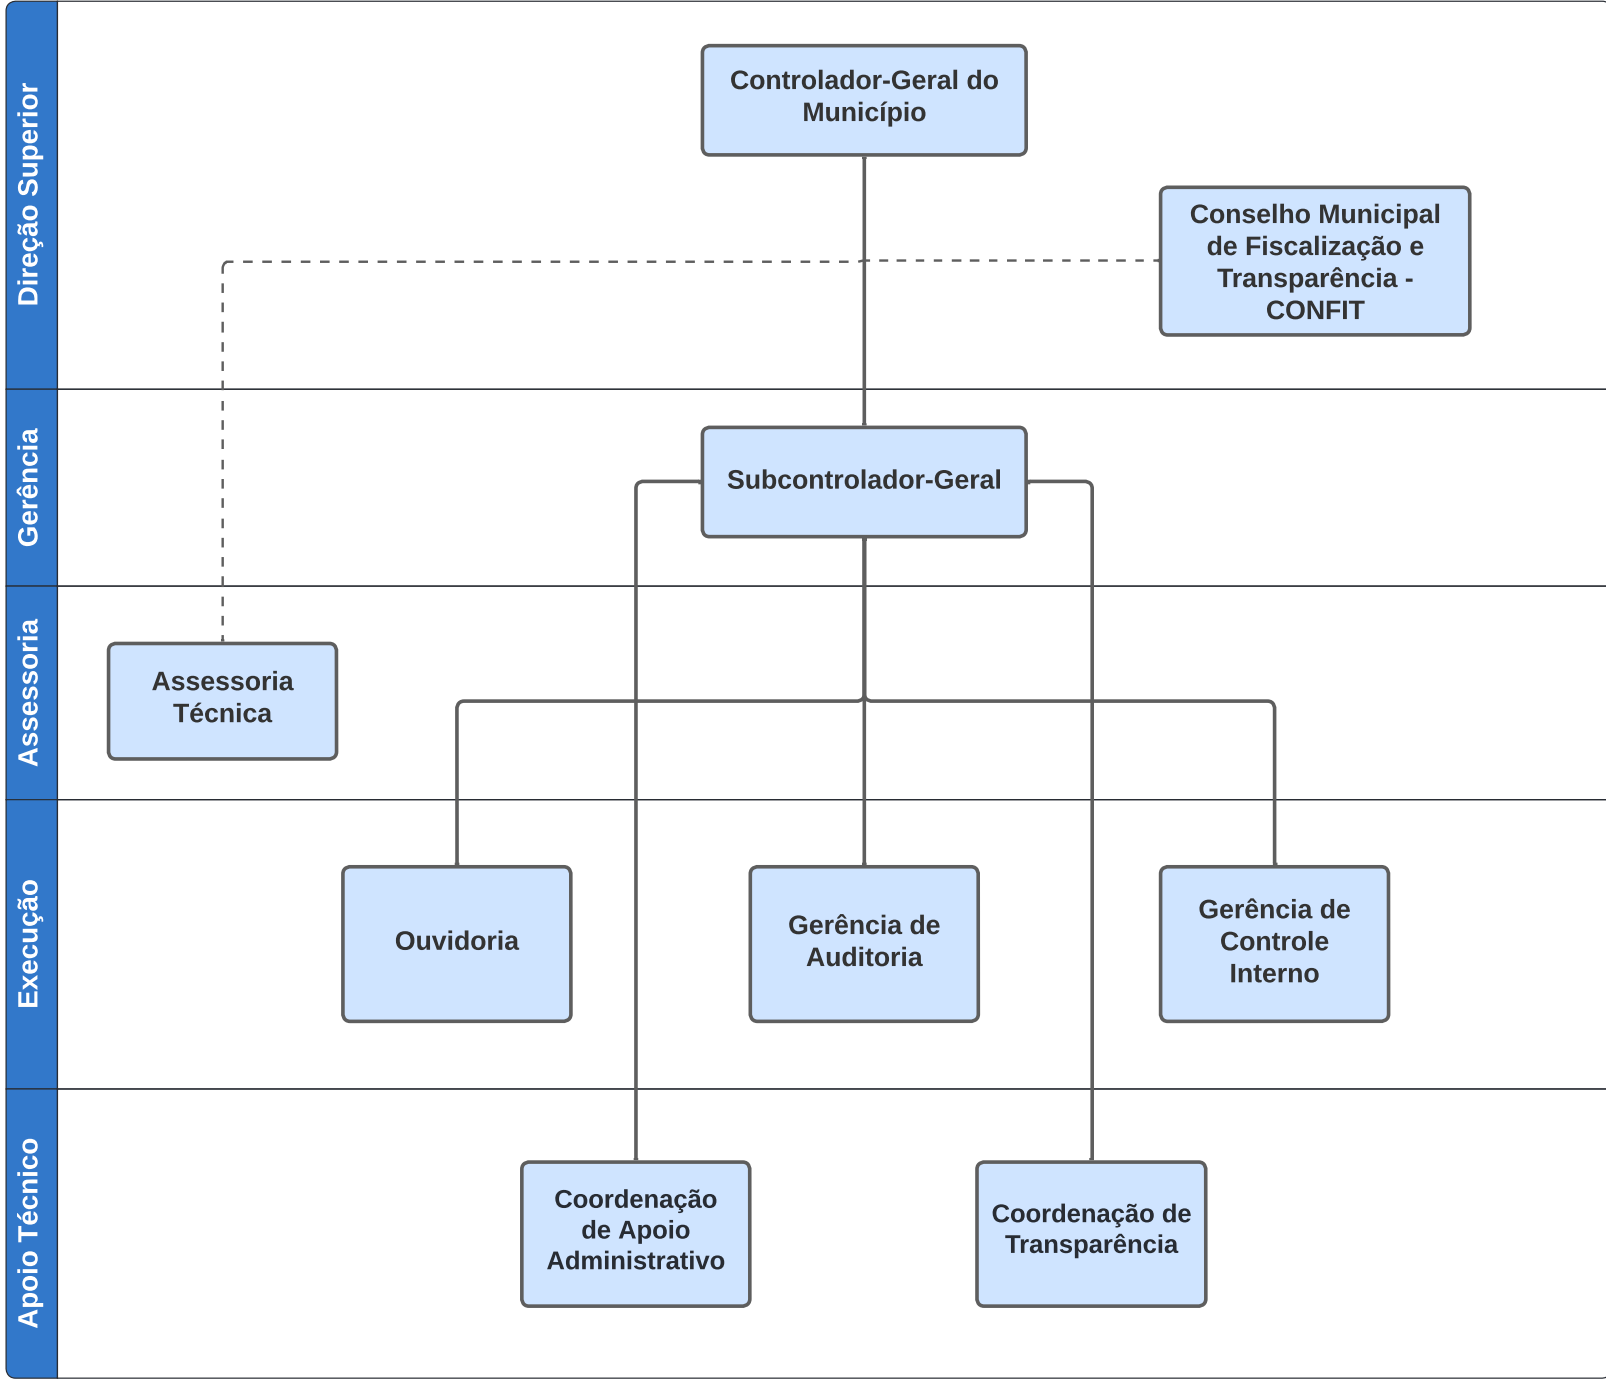 Direção Superior
Controlador-Geral do
Município
Conselho Municipal
de Fiscalização e
Transparência -
CONFIT
Gerência
Subcontrolador-Geral
Assessoria
Assessoria
Técnica
Execução
Ouvidoria
Gerência de
Auditoria
Gerência de
Controle
Interno
Apoio Técnico
Coordenação
de Apoio
Administrativo
Coordenação de
Transparência